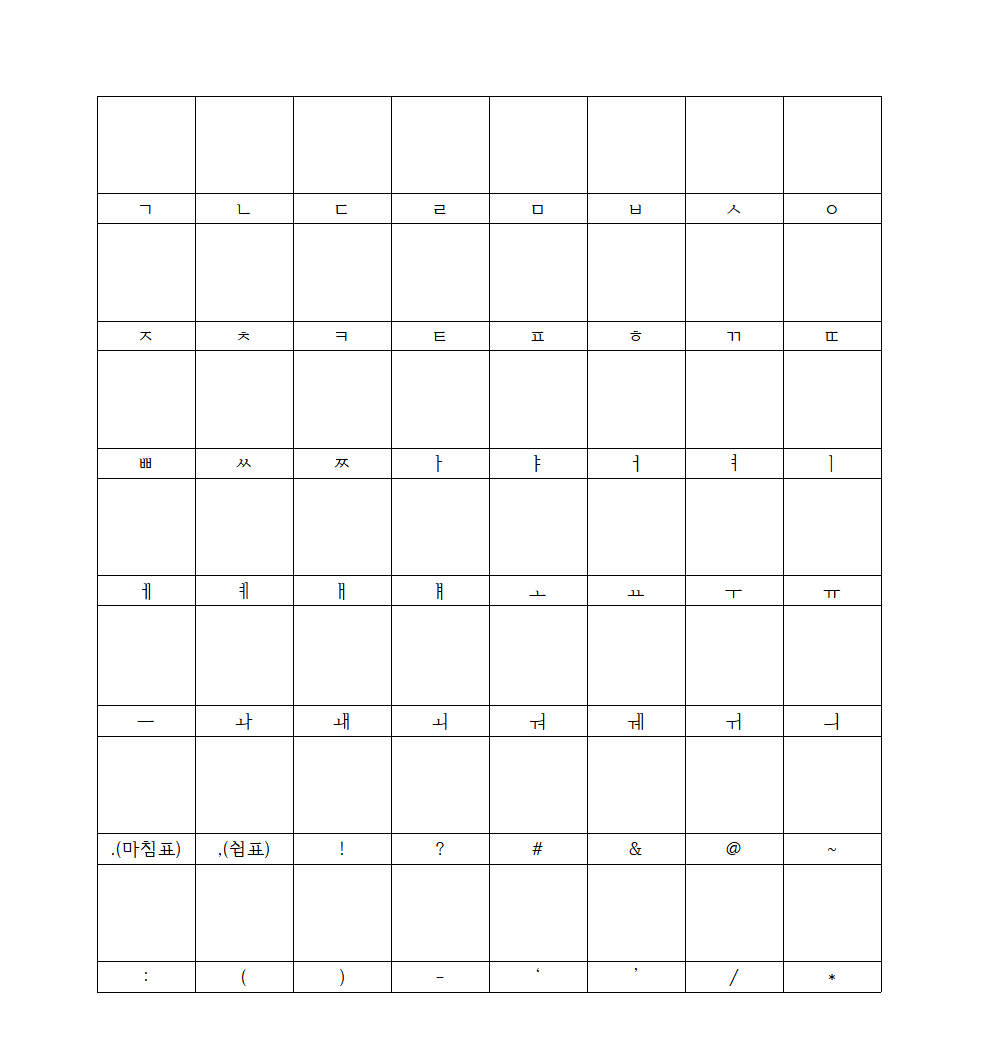 ㄱ ㄴ ㄷ ㄹ ㅁ ㅂ ㅅ ㅇ
ㅈ ㅊ ㅋ ㅌ ㅍ ㅎ ㄲ ㄸ
ㅃ ㅆ ㅉ ㅏ ㅑ ㅓ ㅕ ㅣ
ㅔ ㅖ ㅐ ㅒ ㅗ ㅛ ㅜ ㅠ
ㅡ ㅘ ㅙ ㅚ ㅝ ㅞ ㅟ ㅢ
.(마침표) ,(쉼표) ! ? # & @ ~
: ( ) - ‘ ’ / *